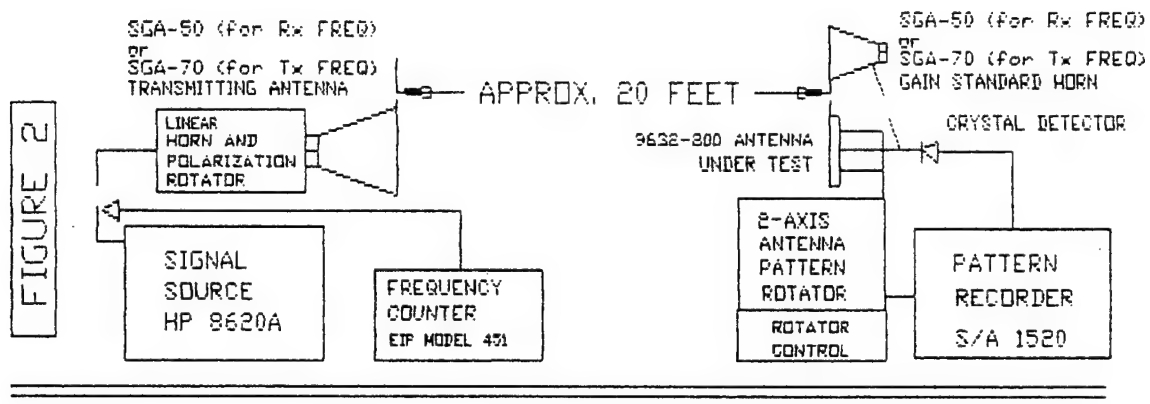 FIGURE 2
SGA-50 (for Rx FREQ)
or
SGA-70 (for Tx FREQ)
TRANSMITTING ANTENNA
APPROX. 20 FEET
SGA-50 (for Rx FREQ)
or
SGA-70 (for Tx FREQ)
GAIN STANDARD HORN
LINEAR
HORN AND
POLARIZATION
ROTATOR
9632-800 ANTENNA
UNDER TEST
CRYSTAL DETECTOR
SIGNAL
SOURCE
HP 8620A
FREQUENCY
COUNTER
EIP MODEL 451
2-AXIS
ANTENNA
PATTERN
ROTATOR
ROTATOR
CONTROL
PATTERN
RECORDER
S/A 1520